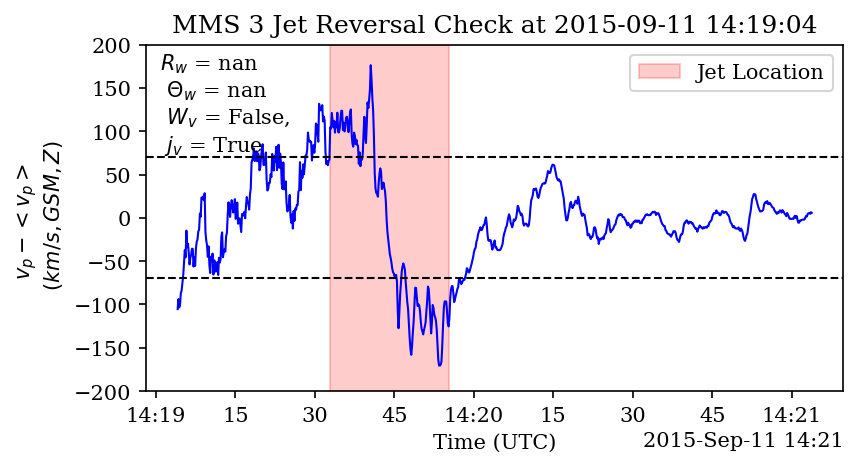 MMS 3 Jet Reversal Check at 2015-09-11 14:19:04
200
150
100
50
0
−50
−100
−150
−200
v_p − <v_p>
(km/s, GSM, Z)
R_w = nan
Θ_w = nan
W_v = False,
j_v = True
Jet Location
14:19 15 30 45 14:20 15 30 45 14:21
Time (UTC)
2015-Sep-11 14:21